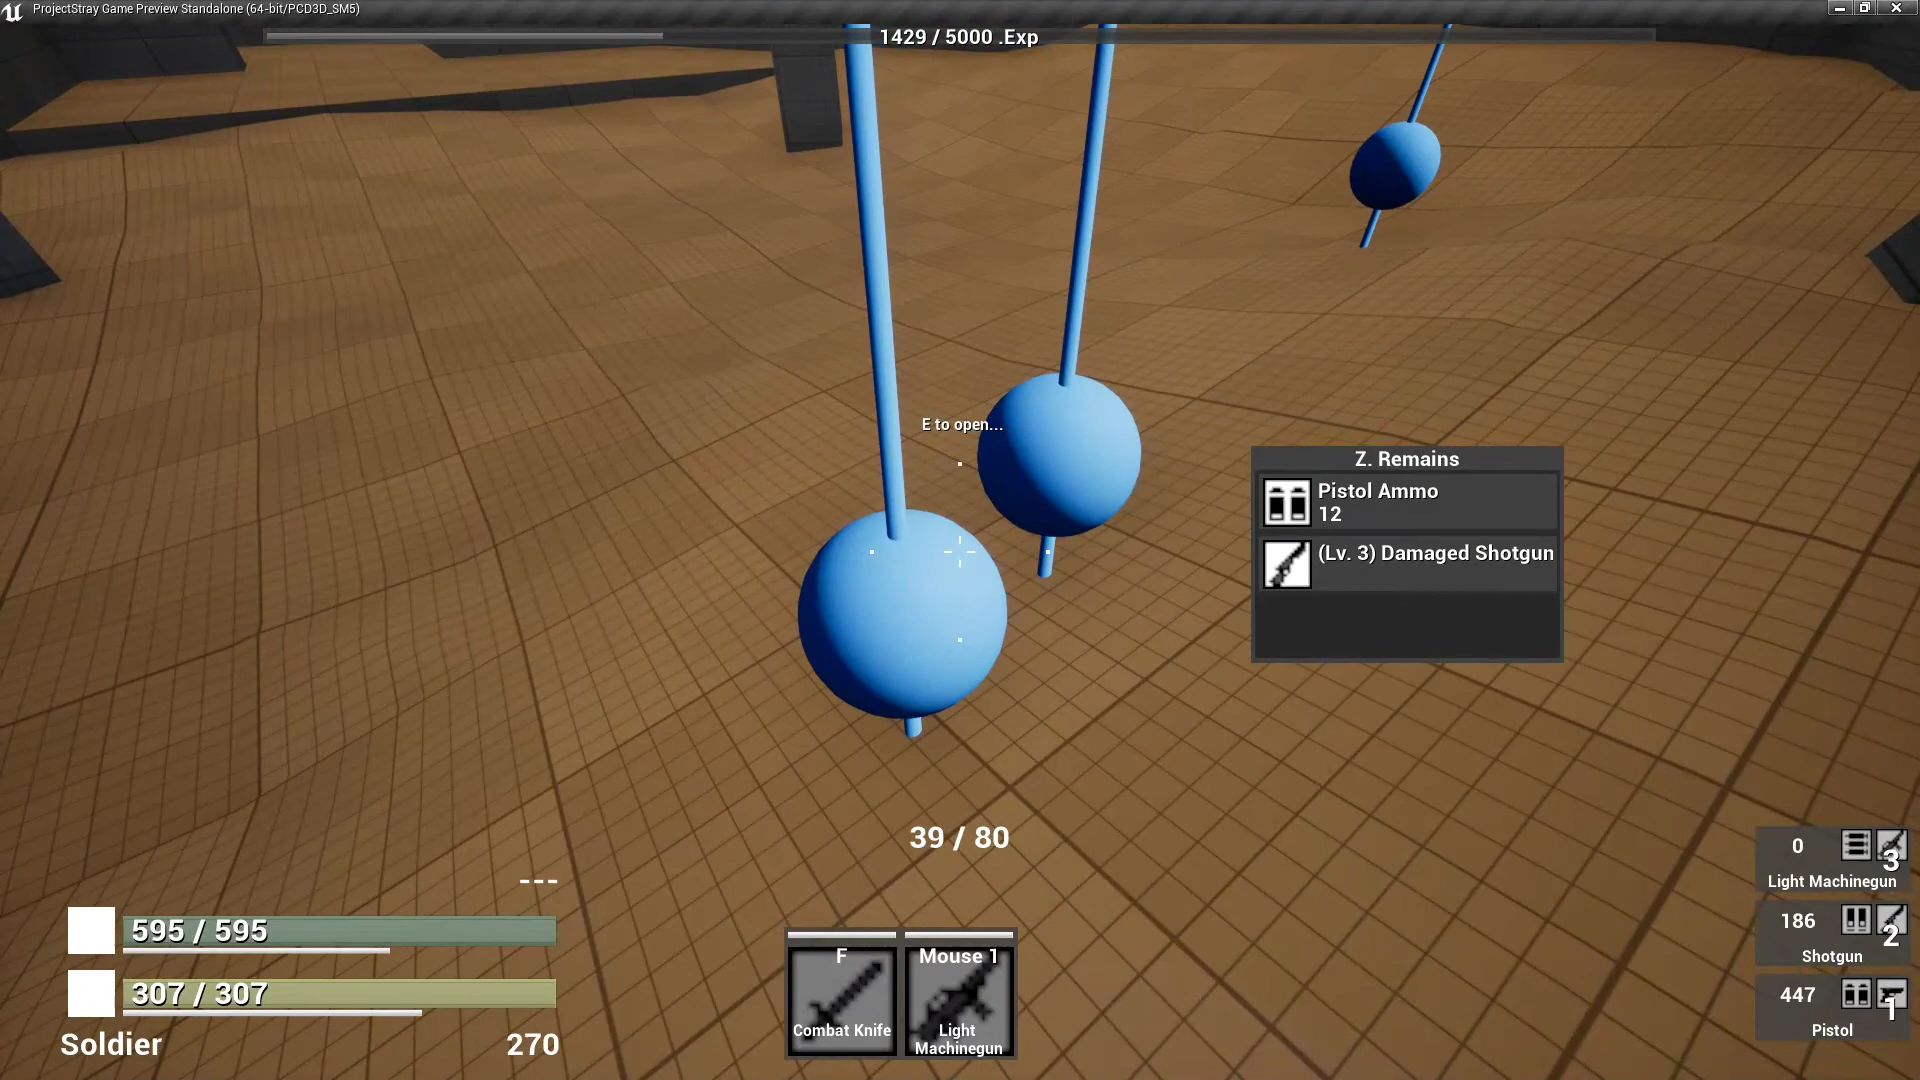 ProjectStray Game Preview Standalone (64-bit/PCD3D_SM5)
1429 / 5000 .Exp
E to open...
Z. Remains
Pistol Ammo
12
(Lv. 3) Damaged Shotgun
39 / 80
---
595 / 595
307 / 307
Soldier
270
F
Combat Knife
Mouse 1
Light
Machinegun
0
3
Light Machinegun
186
2
Shotgun
447
1
Pistol